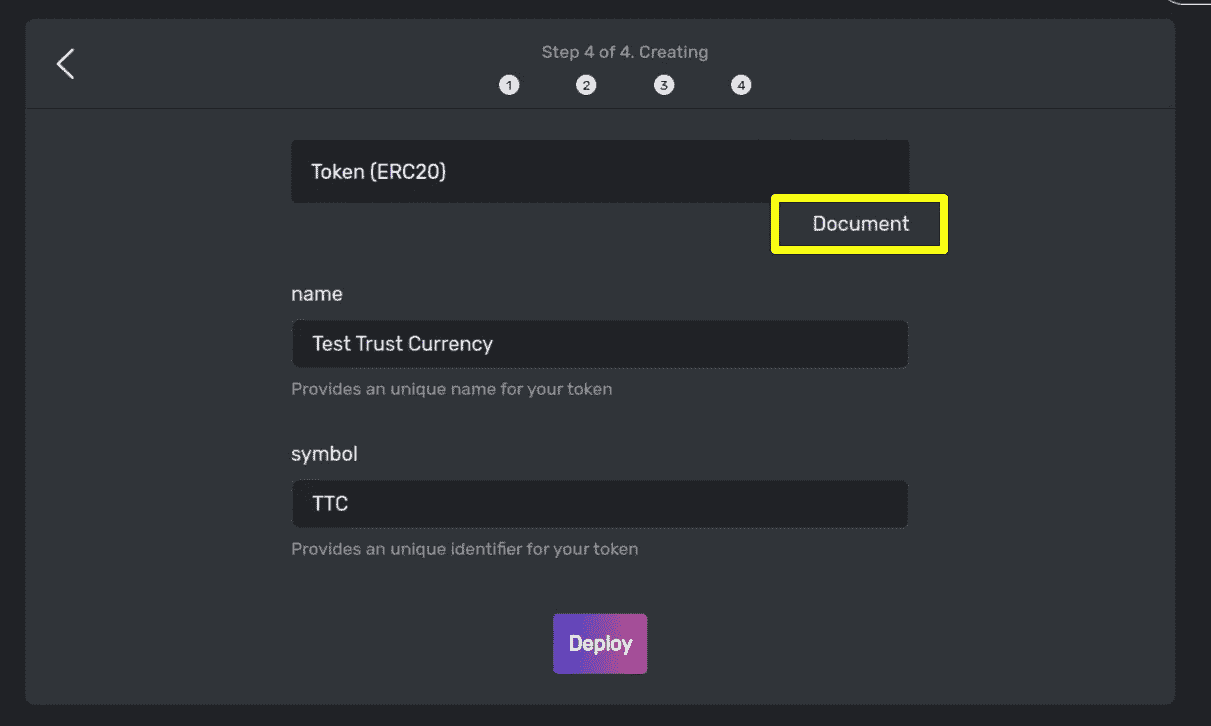 Step 4 of 4. Creating
1 2 3 4
Token (ERC20)
Document
name
Test Trust Currency
Provides an unique name for your token
symbol
TTC
Provides an unique identifier for your token
Deploy